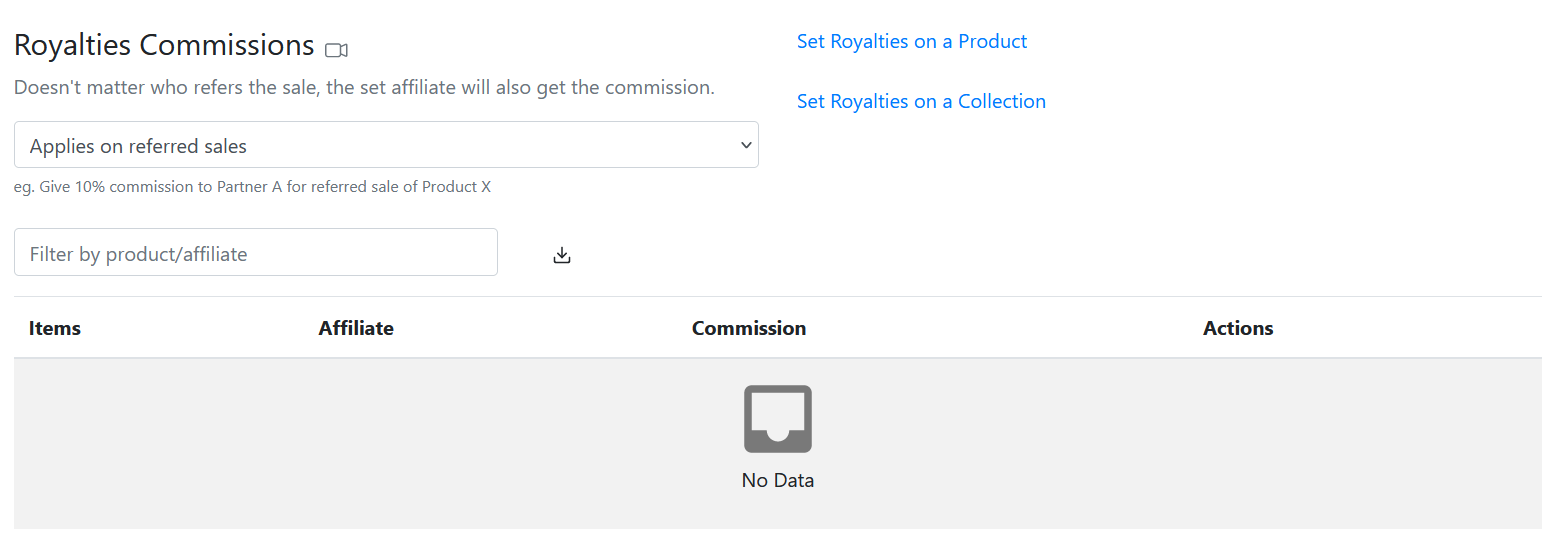 Royalties Commissions
Doesn't matter who refers the sale, the set affiliate will also get the commission.
Applies on referred sales
eg. Give 10% commission to Partner A for referred sale of Product X
Set Royalties on a Product
Set Royalties on a Collection
Filter by product/affiliate
Items Affiliate Commission Actions
No Data